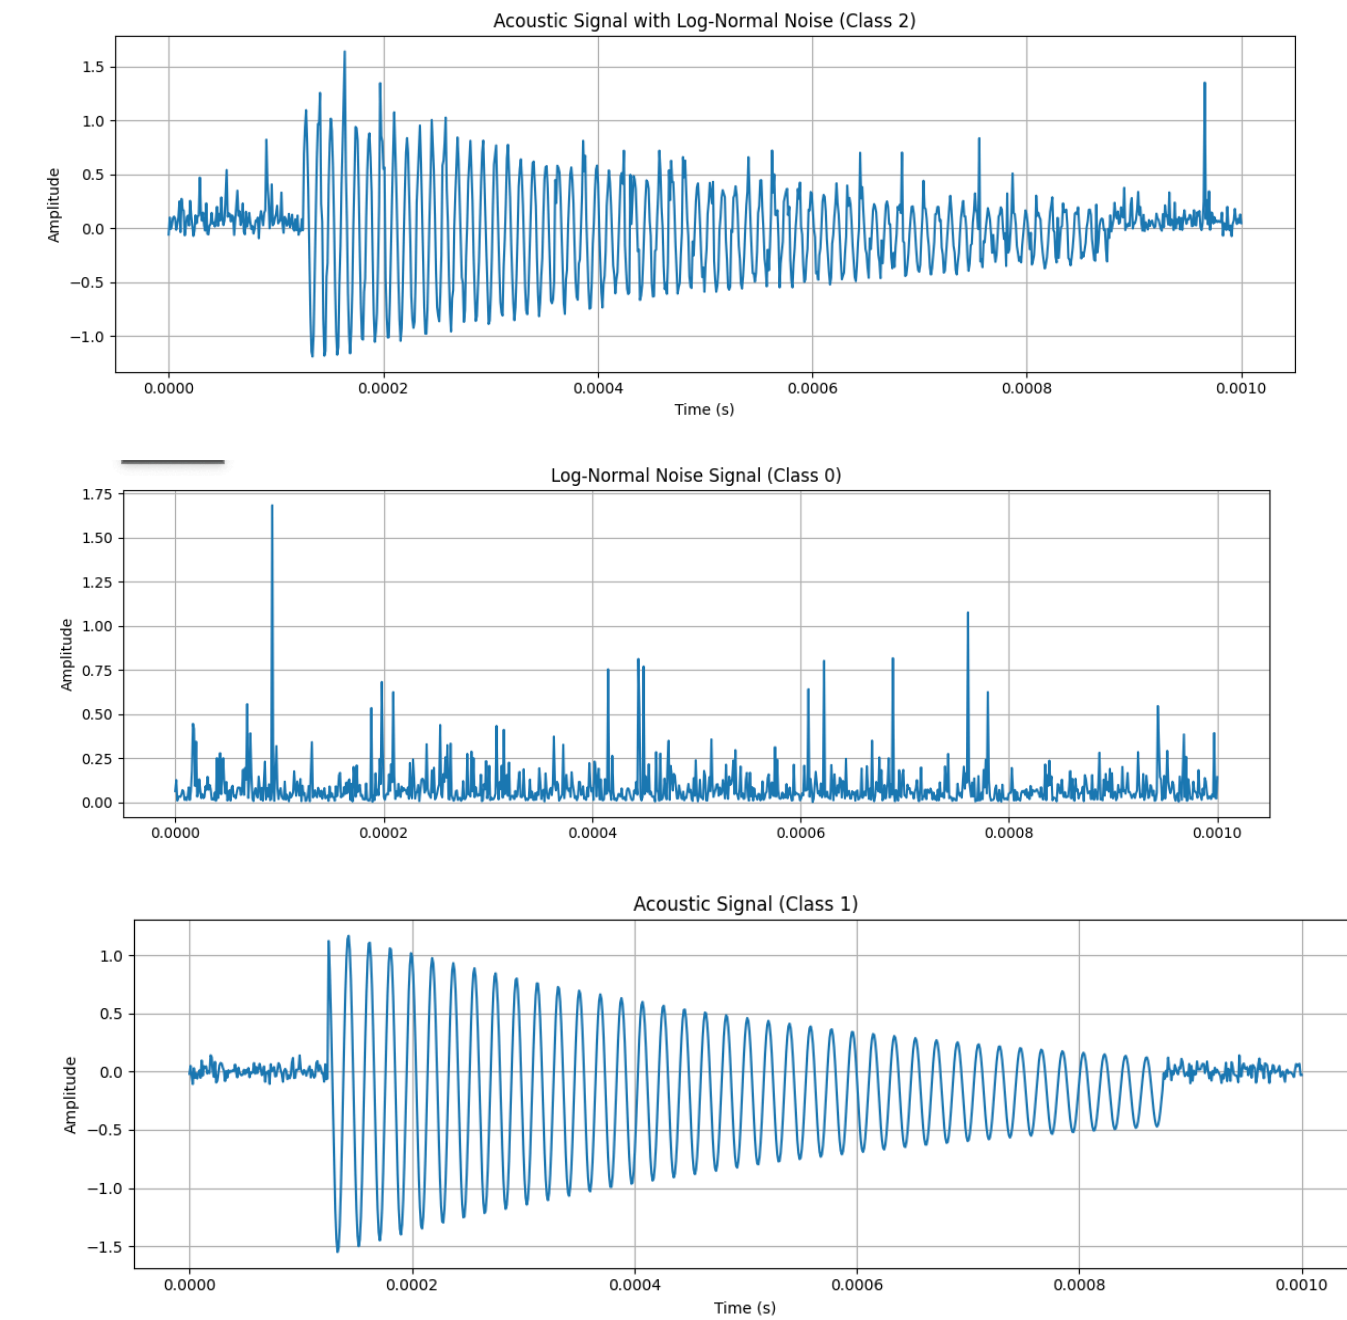 Acoustic Signal with Log-Normal Noise (Class 2)
1.5
1.0
0.5
0.0
−0.5
−1.0
Amplitude
0.0000 0.0002 0.0004 0.0006 0.0008 0.0010
Time (s)
Log-Normal Noise Signal (Class 0)
1.75
1.50
1.25
1.00
0.75
0.50
0.25
0.00
Amplitude
0.0000 0.0002 0.0004 0.0006 0.0008 0.0010
Acoustic Signal (Class 1)
1.0
0.5
0.0
−0.5
−1.0
−1.5
Amplitude
0.0000 0.0002 0.0004 0.0006 0.0008 0.0010
Time (s)